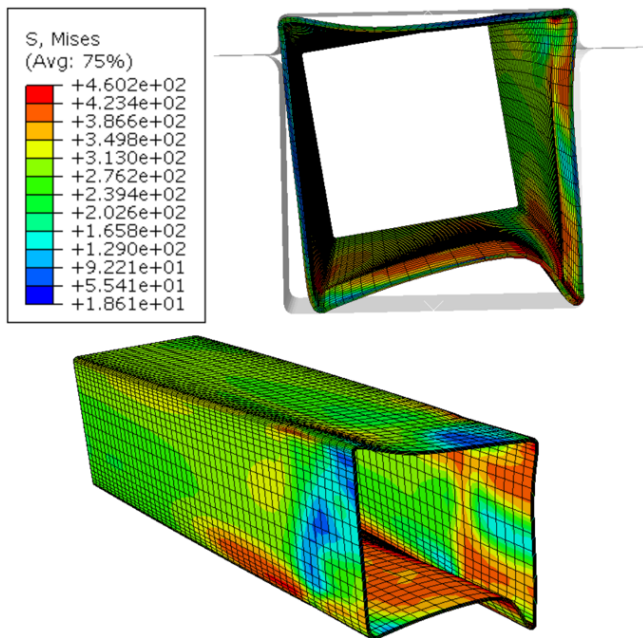 S, Mises
(Avg: 75%)
+4.602e+02
+4.234e+02
+3.866e+02
+3.498e+02
+3.130e+02
+2.762e+02
+2.394e+02
+2.026e+02
+1.658e+02
+1.290e+02
+9.221e+01
+5.541e+01
+1.861e+01